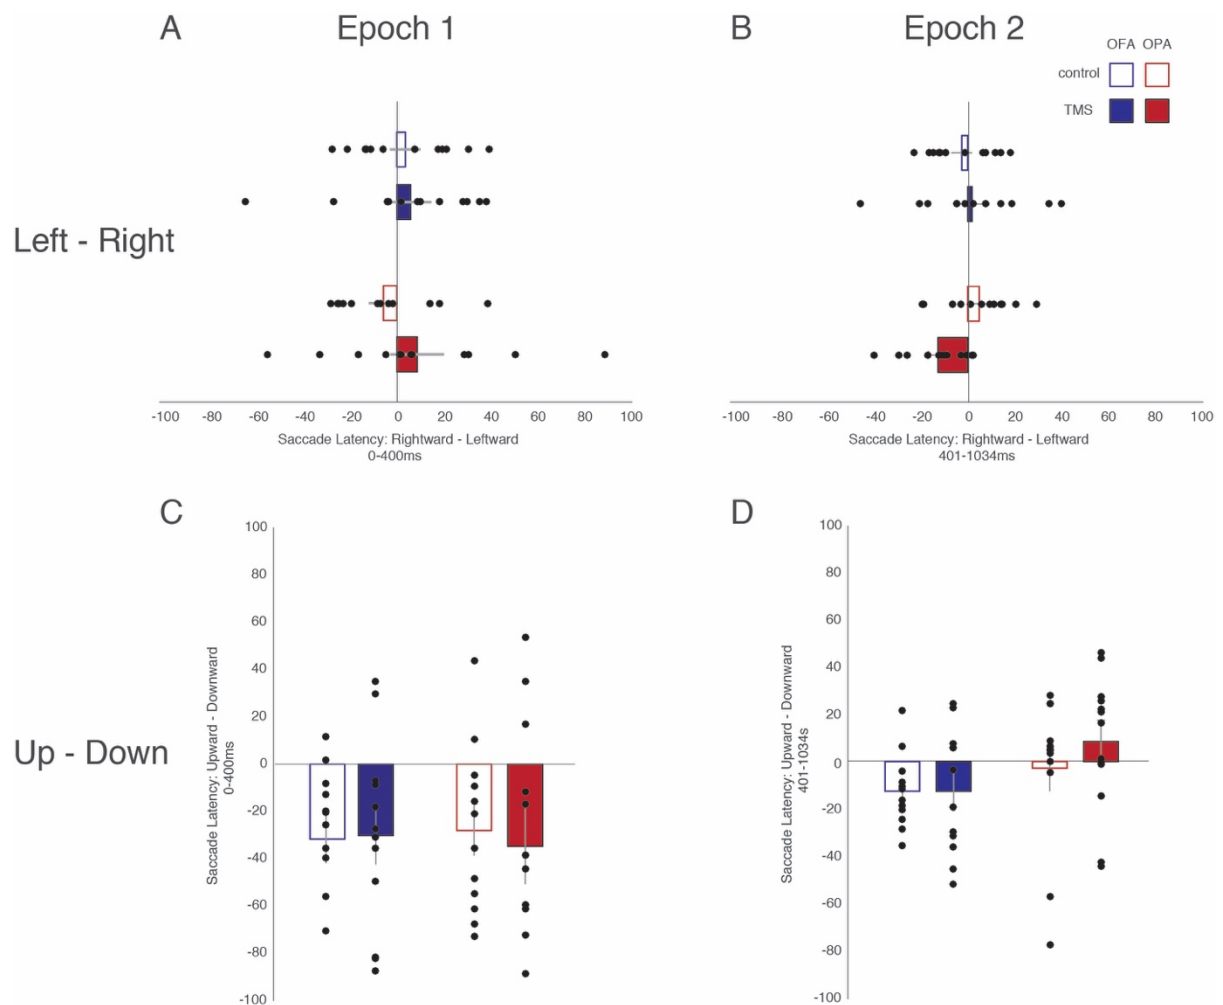 A
Epoch 1
B
Epoch 2
OFA OPA
control
TMS
Left - Right
-100 -80 -60 -40 -20 0 20 40 60 80 100
Saccade Latency: Rightward - Leftward
0-400ms
-100 -80 -60 -40 -20 0 20 40 60 80 100
Saccade Latency: Rightward - Leftward
401-1034ms
C
D
Up - Down
Saccade Latency: Upward - Downward
0-400ms
100
80
60
40
20
0
-20
-40
-60
-80
-100
Saccade Latency: Upward - Downward
401-1034s
100
80
60
40
20
0
-20
-40
-60
-80
-100